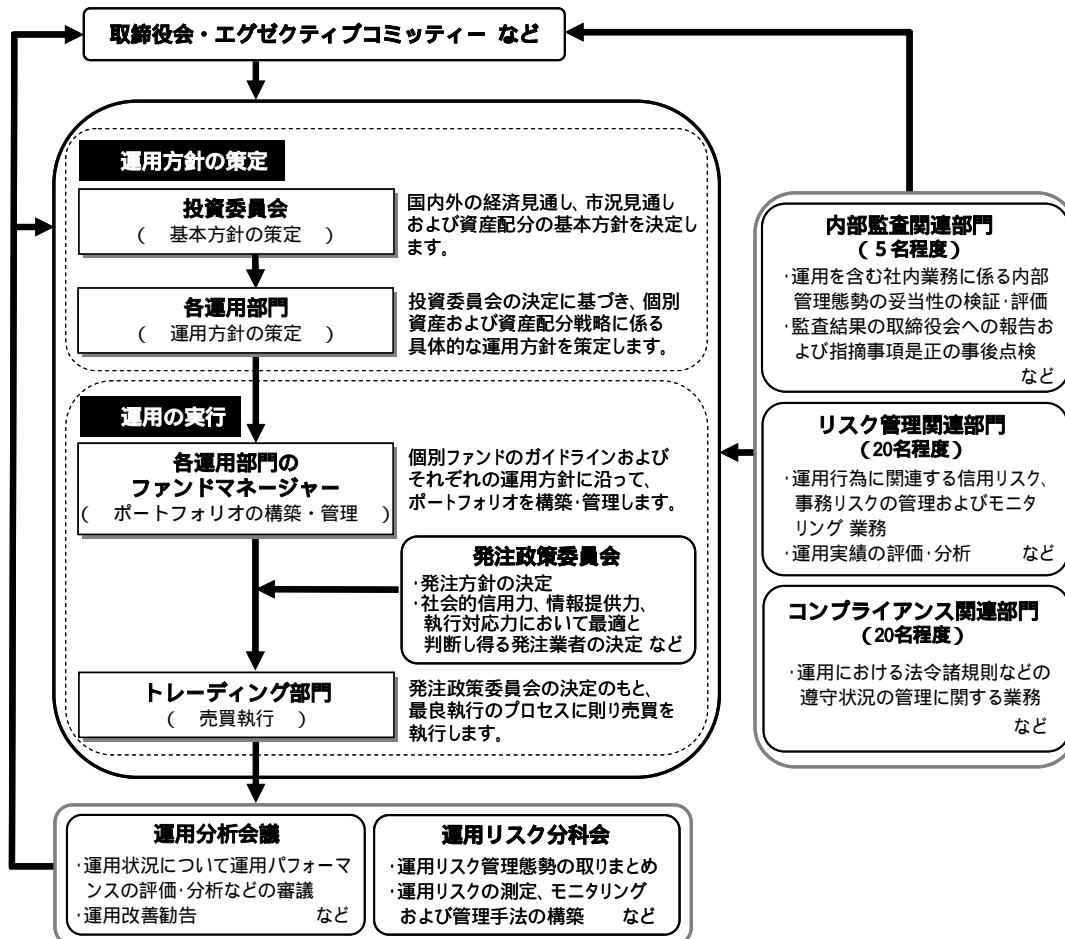 取締役会・エグゼクティブコミッティー など
運用方針の策定
投資委員会
（ 基本方針の策定 ）
国内外の経済見通し、市況見通し
および資産配分の基本方針を決定し
ます。
各運用部門
（ 運用方針の策定 ）
投資委員会の決定に基づき、個別
資産および資産配分戦略に係る
具体的な運用方針を策定します。
運用の実行
各運用部門の
ファンドマネージャー
（ ポートフォリオの構築・管理 ）
個別ファンドのガイドラインおよび
それぞれの運用方針に沿って、
ポートフォリオを構築・管理します。
発注政策委員会
・発注方針の決定
・社会的信用力、情報提供力、
執行対応力において最適と
判断し得る発注業者の決定 など
トレーディング部門
（ 売買執行 ）
発注政策委員会の決定のもと、
最良執行のプロセスに則り売買を
執行します。
内部監査関連部門
（５名程度）
・運用を含む社内業務に係る内部
管理態勢の妥当性の検証・評価
・監査結果の取締役会への報告お
よび指摘事項是正の事後点検
など
リスク管理関連部門
（20名程度）
・運用行為に関連する信用リスク、
事務リスクの管理およびモニタ
リング 業務
・運用実績の評価・分析 など
コンプライアンス関連部門
（20名程度）
・運用における法令諸規則などの
遵守状況の管理に関する業務
など
運用分析会議
・運用状況について運用パフォーマ
ンスの評価・分析などの審議
・運用改善勧告 など
運用リスク分科会
・運用リスク管理態勢の取りまとめ
・運用リスクの測定、モニタリング
および管理手法の構築 など